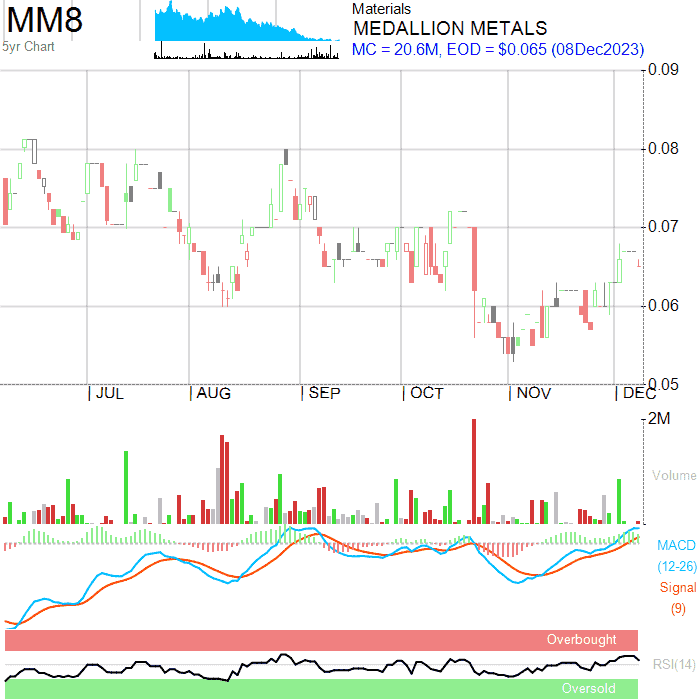 MM8
5yr Chart
Materials
MEDALLION METALS
MC = 20.6M, EOD = $0.065 (08Dec2023)
0.09
0.08
0.07
0.06
0.05
JUL
AUG
SEP
OCT
NOV
DEC
2M
Volume
MACD
(12-26)
Signal
(9)
Overbought
RSI(14)
Oversold